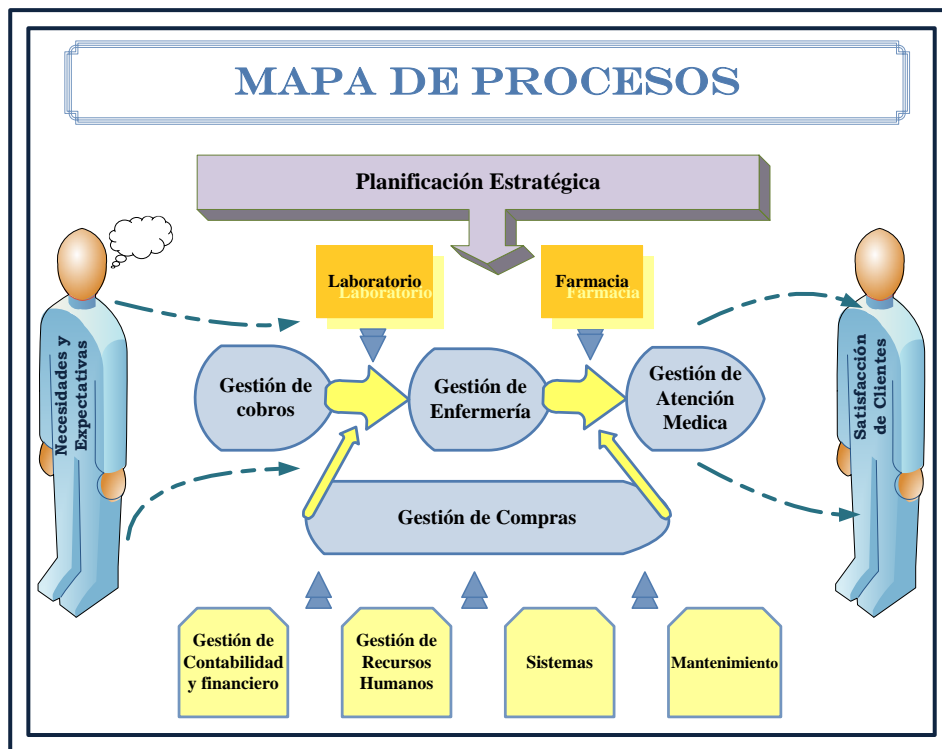 MAPA DE PROCESOS
Planificación Estratégica
Laboratorio
Laboratorio
Farmacia
Farmacia
Necesidades y
Expectativas
Gestión de
cobros
Gestión de
Enfermería
Gestión de
Atención
Medica
Satisfacción
de Clientes
Gestión de Compras
Gestión de
Contabilidad
y financiero
Gestión de
Recursos
Humanos
Sistemas
Mantenimiento